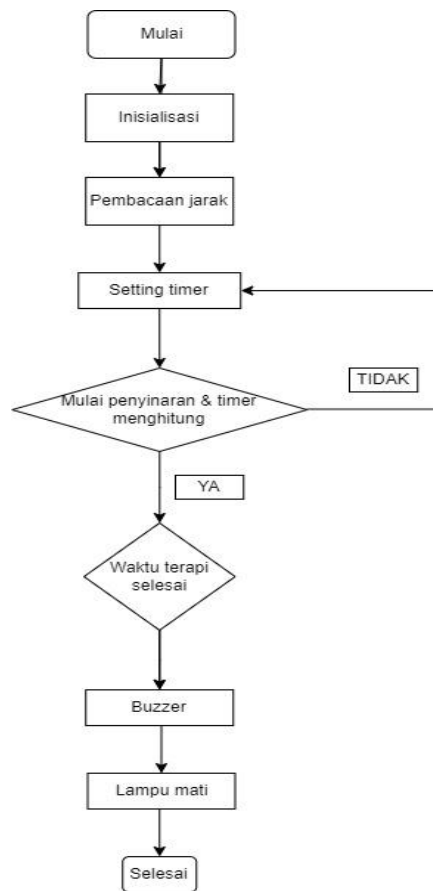 Mulai
Inisialisasi
Pembacaan jarak
Setting timer
Mulai penyinaran & timer
menghitung
TIDAK
YA
Waktu terapi
selesai
Buzzer
Lampu mati
Selesai